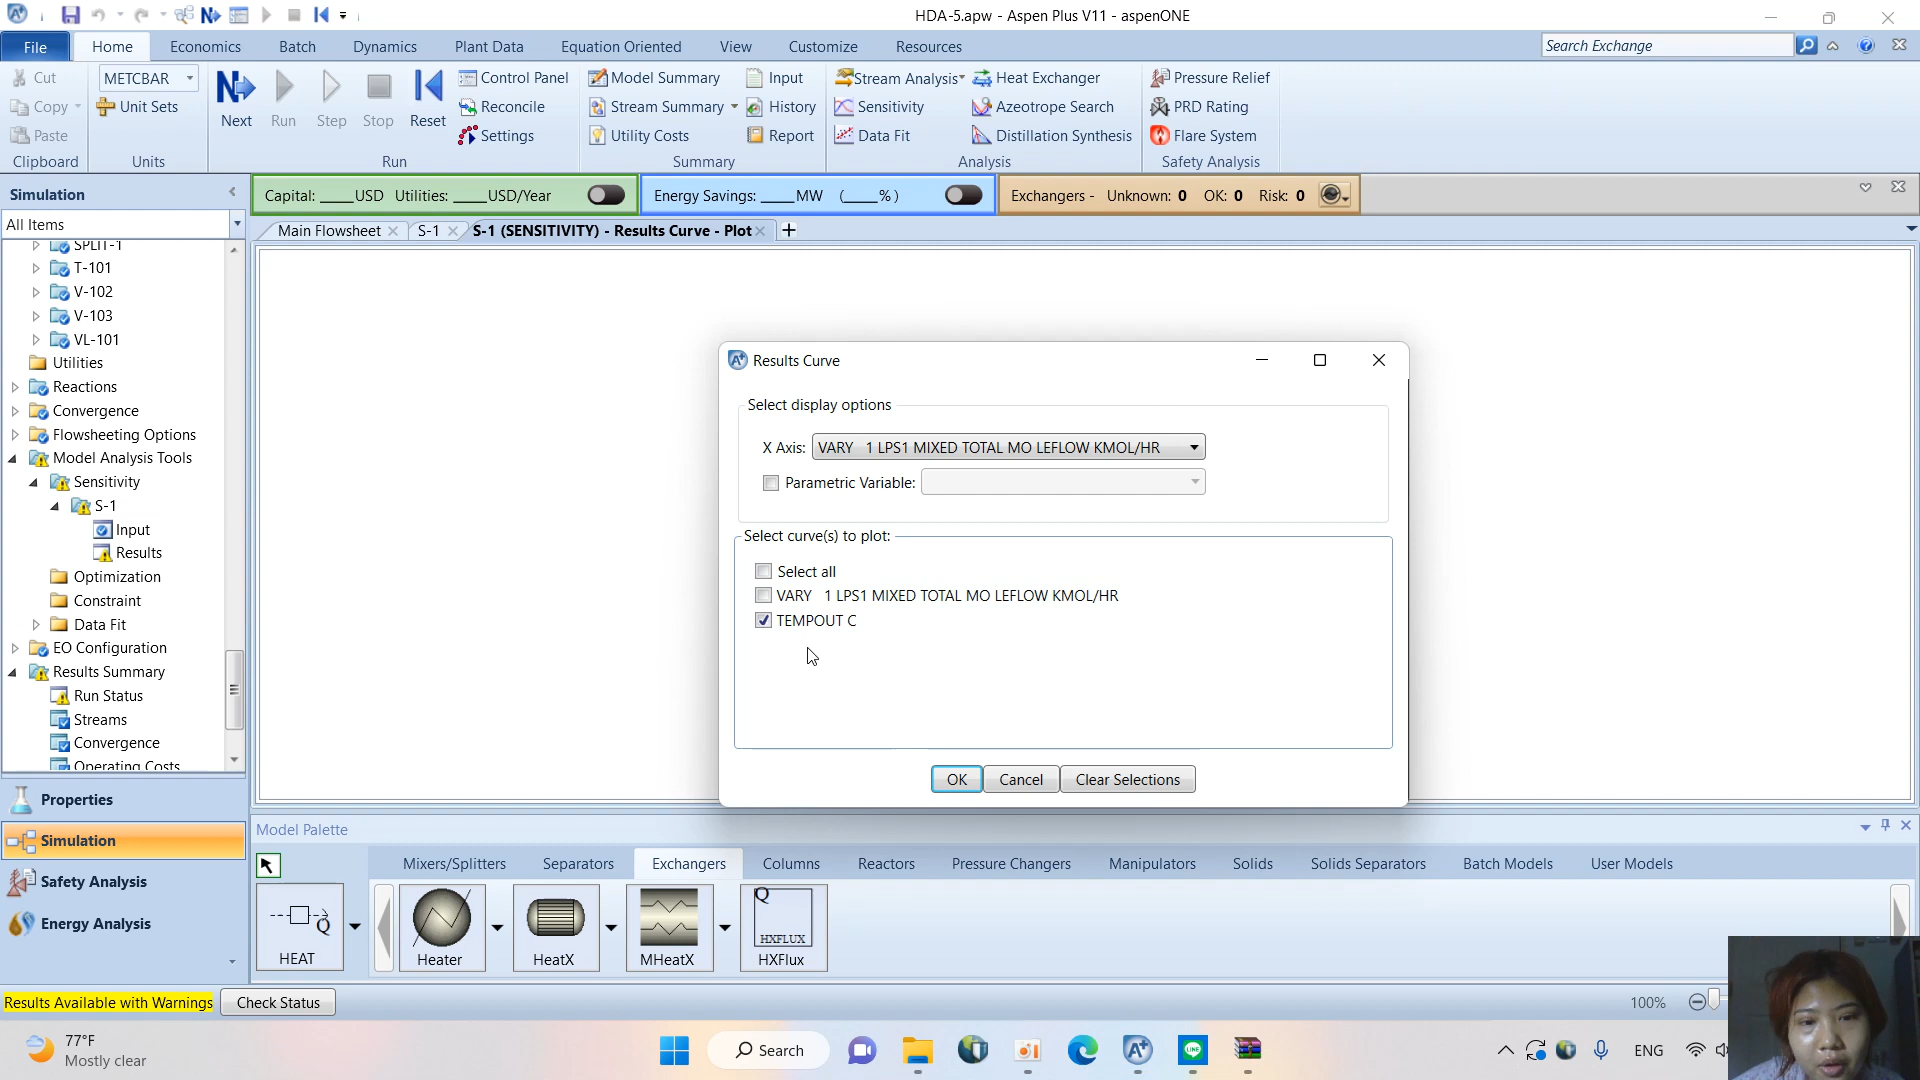 HDA-5.apw - Aspen Plus V11 - aspenONE
File Home Economics Batch Dynamics Plant Data Equation Oriented View Customize Resources Search Exchange
Cut METCBAR Control Panel Model Summary Input Stream Analysis Heat Exchanger Pressure Relief
Copy Unit Sets Next Run Step Stop Reset Reconcile Stream Summary History Sensitivity Azeotrope Search PRD Rating
Paste Settings Utility Costs Report Data Fit Distillation Synthesis Flare System
Clipboard Units Run Summary Analysis Safety Analysis
Simulation Capital: ____USD Utilities: ____USD/Year Energy Savings: ____MW (____%) Exchangers - Unknown: 0 OK: 0 Risk: 0
All Items Main Flowsheet S-1 S-1 (SENSITIVITY) - Results Curve - Plot
SPLIT-1
T-101
V-102
V-103
VL-101
Utilities
Reactions
Convergence
Flowsheeting Options
Model Analysis Tools
Sensitivity
S-1
Input
Results
Optimization
Constraint
Data Fit
EO Configuration
Results Summary
Run Status
Streams
Convergence
Operating Costs
Results Curve
Select display options
X Axis: VARY 1 LPS1 MIXED TOTAL MO LEFLOW KMOL/HR
Parametric Variable:
Select curve(s) to plot:
Select all
VARY 1 LPS1 MIXED TOTAL MO LEFLOW KMOL/HR
TEMPOUT C
OK Cancel Clear Selections
Properties
Simulation
Safety Analysis
Energy Analysis
Model Palette
Mixers/Splitters Separators Exchangers Columns Reactors Pressure Changers Manipulators Solids Solids Separators Batch Models User Models
Q Q
HXFLUX
HEAT Heater HeatX MHeatX HXFlux
Results Available with Warnings Check Status 100%
77°F
Mostly clear
Search
LINE
ENG